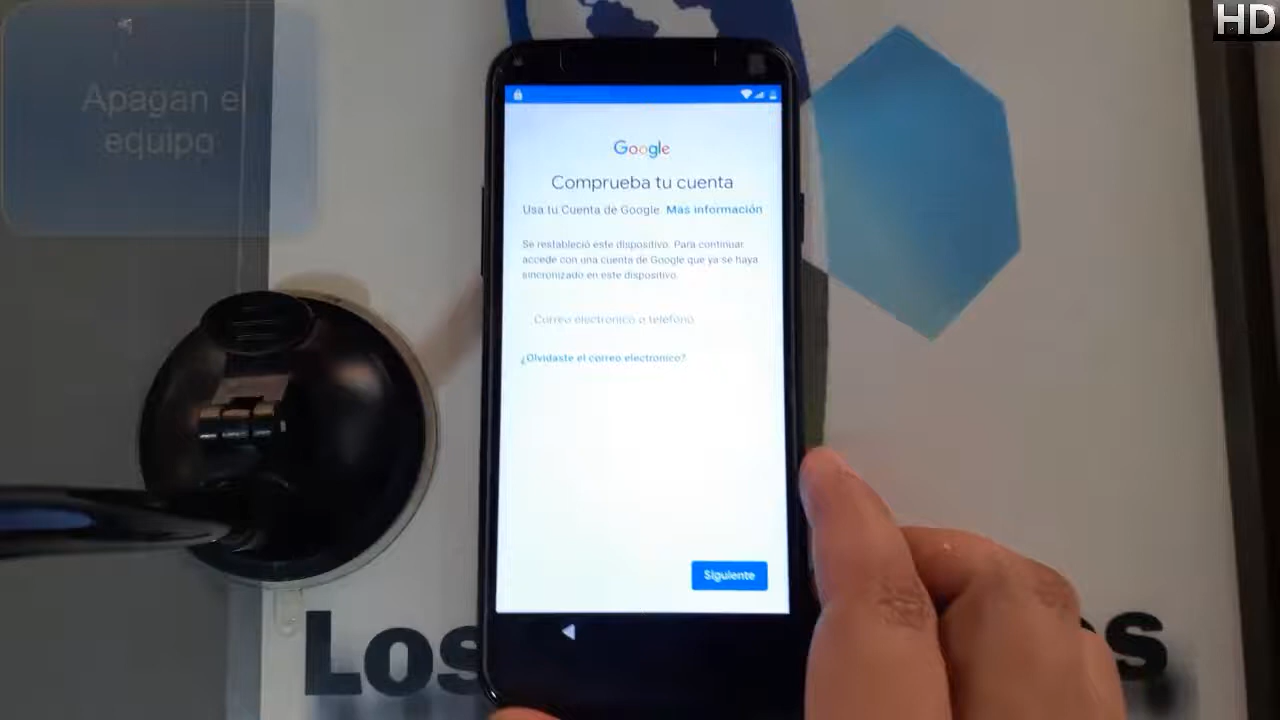 HD
Apagan el
equipo
Google
Comprueba tu cuenta
Usa tu Cuenta de Google. Más información
Se restableció este dispositivo. Para continuar,
accede con una cuenta de Google que ya se haya
sincronizado en este dispositivo.
Correo electrónico o teléfono
¿Olvidaste el correo electrónico?
Siguiente
Los
es